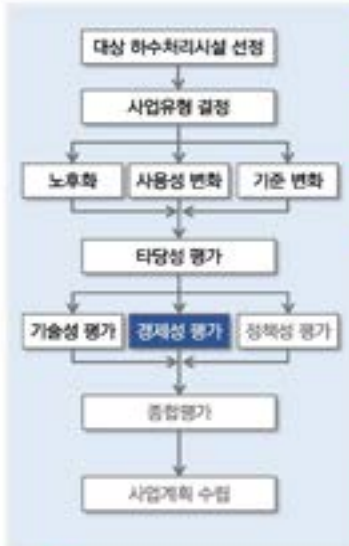 대상 하수처리시설 선정
사업유형 결정
노후화 사용성 변화 기준 변화
타당성 평가
기술성 평가 경제성 평가 정책성 평가
종합평가
사업계획 수립